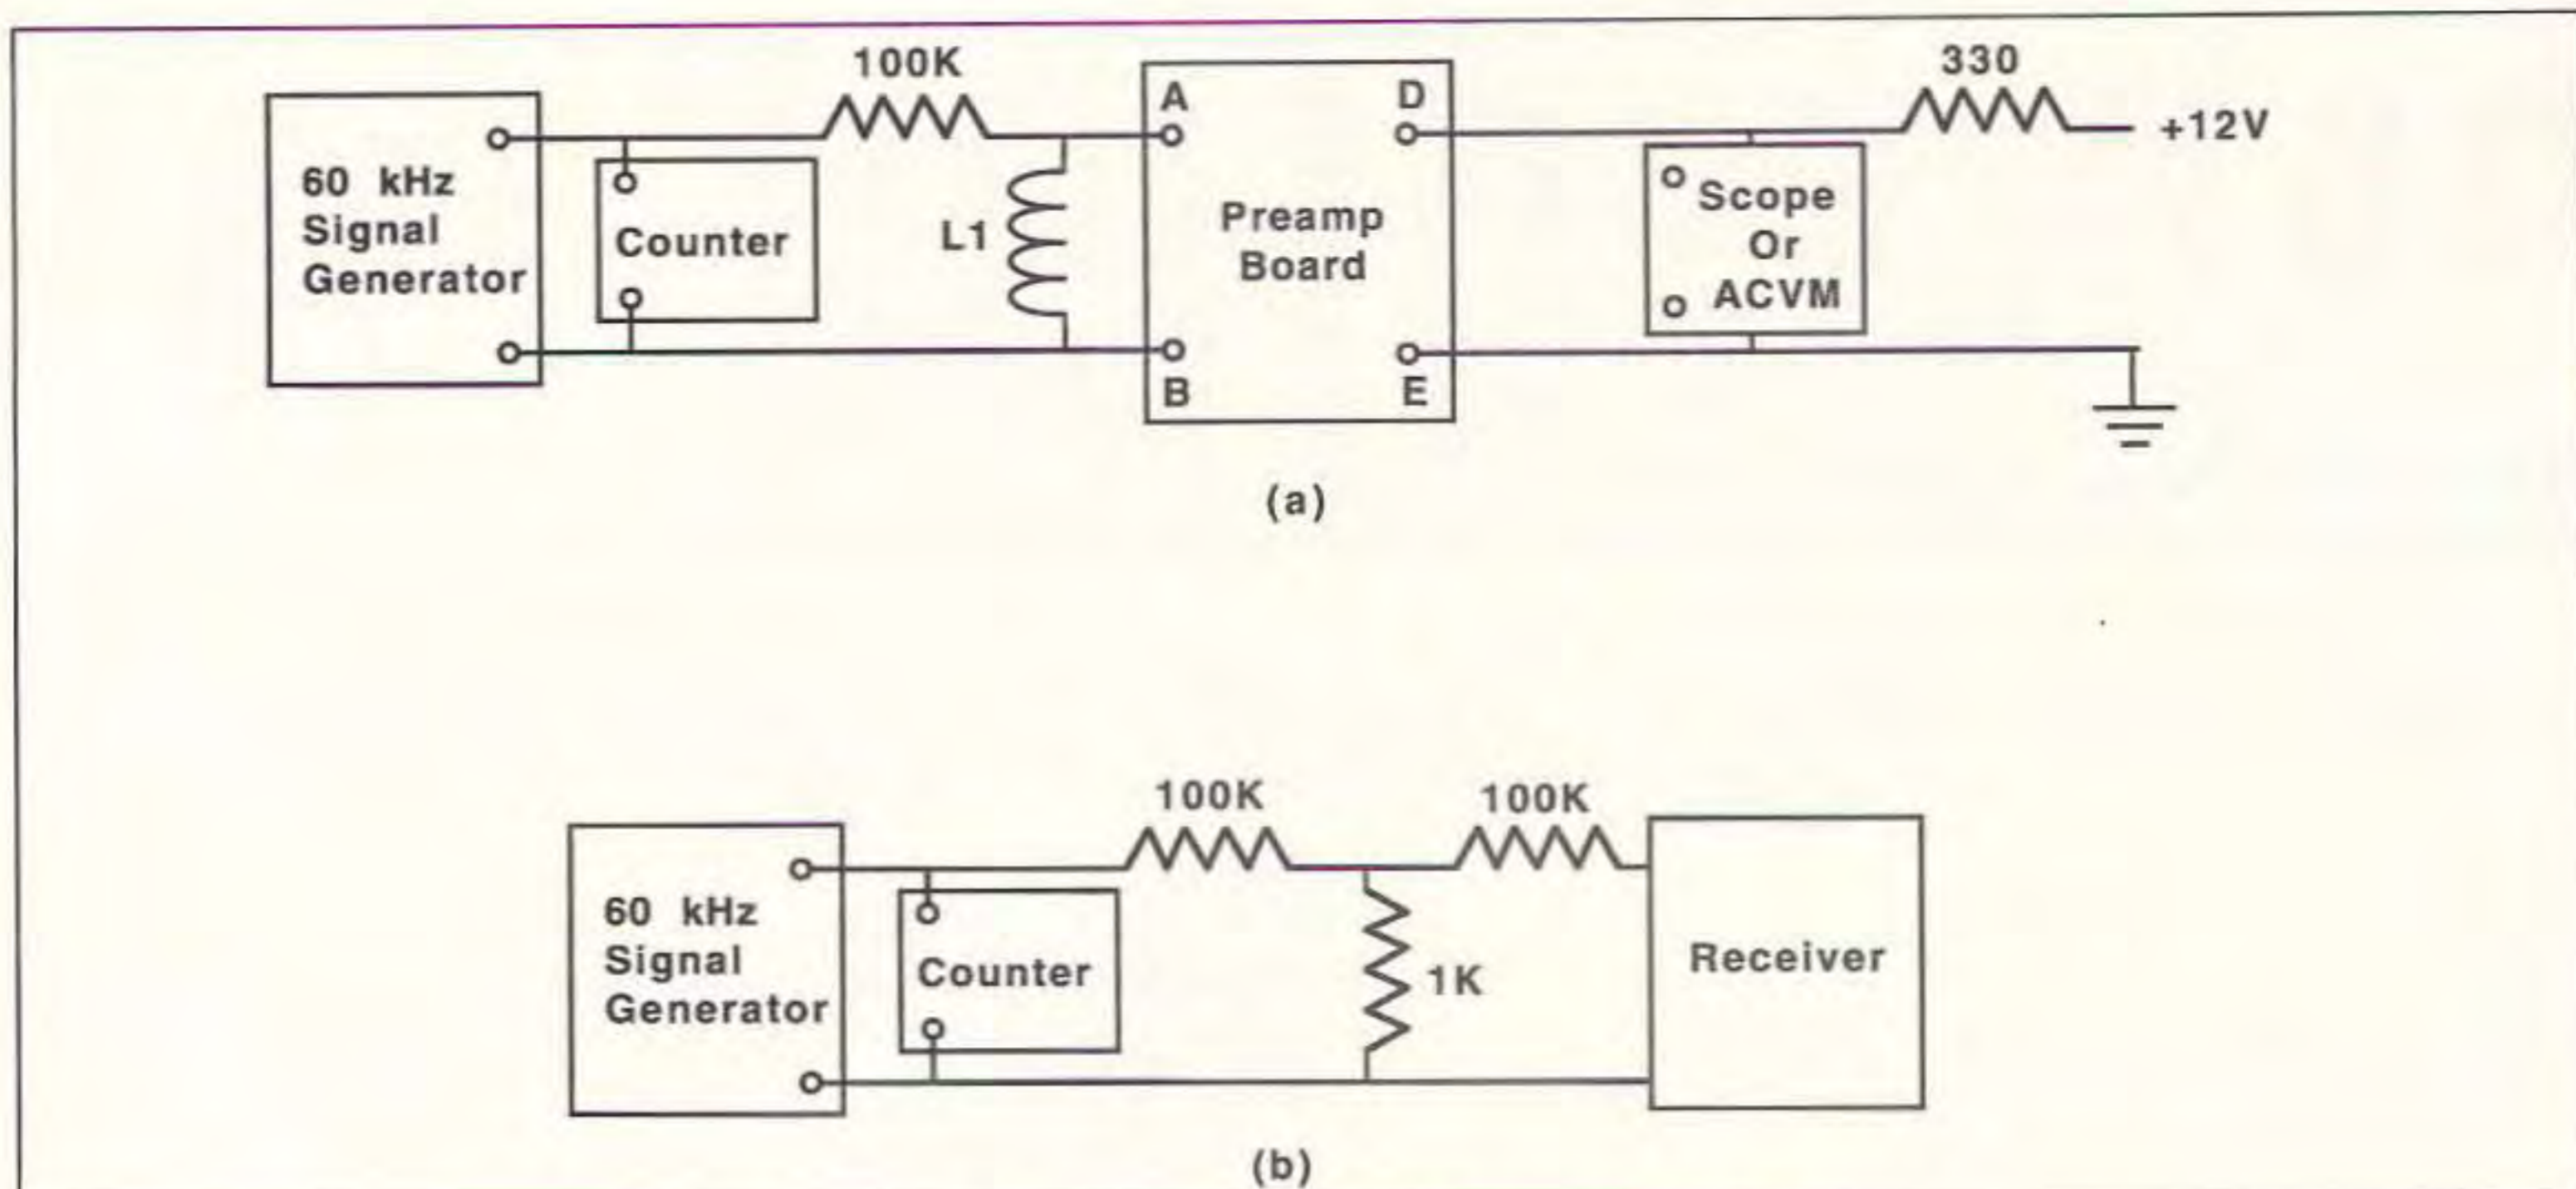 100K
330
A
D
+12V
60 kHz
Signal
Generator
Counter
L1
Preamp
Board
Scope
Or
ACVM
B
E
(a)
100K
100K
60 kHz
Signal
Generator
Counter
1K
Receiver
(b)